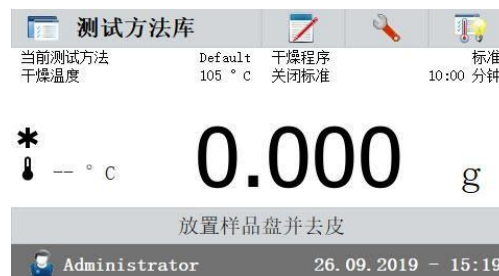 测试方法库
当前测试方法 Default 干燥程序 标准
干燥温度 105 °C 关闭标准 10:00 分钟
* 0.000 g
-- °C
放置样品盘并去皮
Administrator 26.09.2019 - 15:19